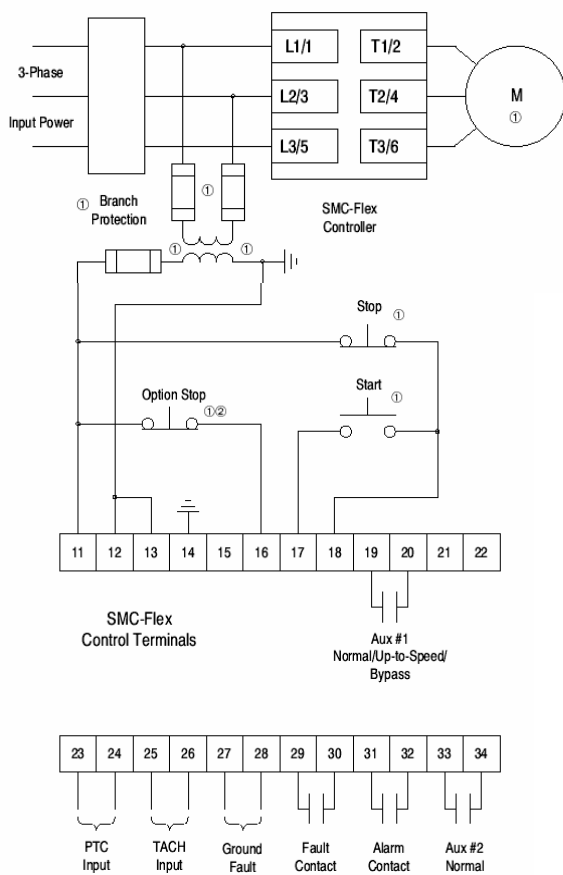 L1/1
T1/2
3-Phase
L2/3
T2/4
M
①
Input Power
L3/5
T3/6
①
① Branch
Protection
SMC-Flex
Controller
①
①
Stop
①
Option Stop
①②
Start
①
11 12 13 14 15 16 17 18 19 20 21 22
SMC-Flex
Control Terminals
Aux #1
Normal/Up-to-Speed/
Bypass
23 24 25 26 27 28 29 30 31 32 33 34
PTC
Input
TACH
Input
Ground
Fault
Fault
Contact
Alarm
Contact
Aux #2
Normal